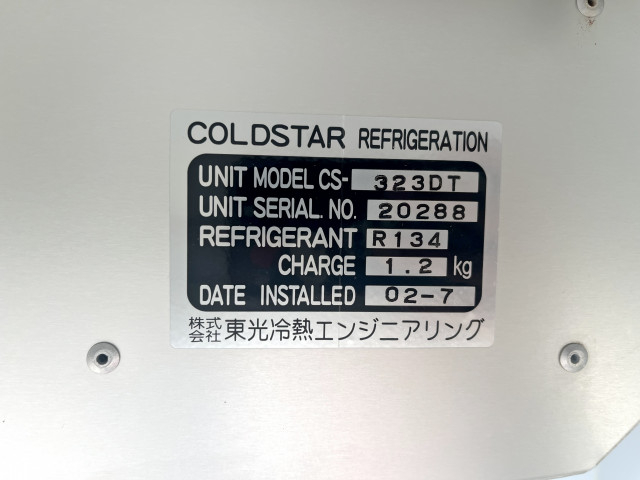 COLDSTAR REFRIGERATION
UNIT MODEL CS- 323DT
UNIT SERIAL. NO. 20288
REFRIGERANT R134
CHARGE 1.2 kg
DATE INSTALLED 02-7
株式会社 東光冷熱エンジニアリング